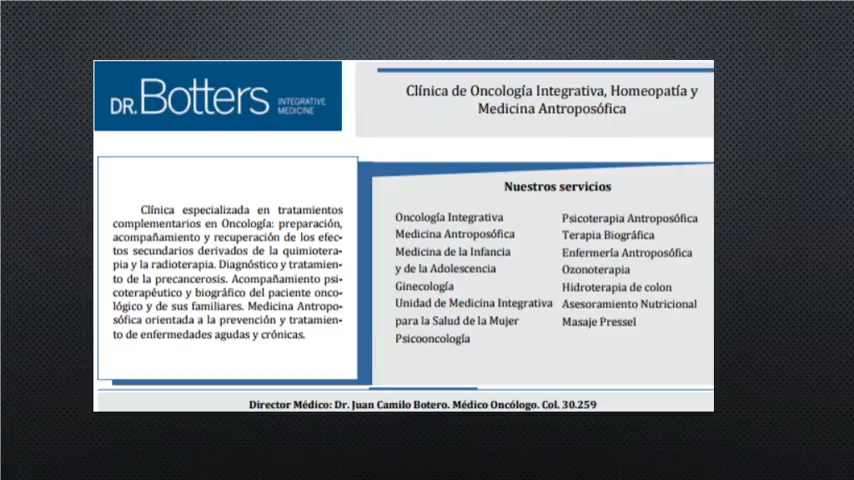 DR. Botters INTEGRATIVE
MEDICINE
Clínica de Oncología Integrativa, Homeopatía y
Medicina Antroposófica
Clínica especializada en tratamientos
complementarios en Oncología: preparación,
acompañamiento y recuperación de los efec-
tos secundarios derivados de la quimiotera-
pia y la radioterapia. Diagnóstico y tratamien-
to de la precancerosis. Acompañamiento psi-
coterapéutico y biográfico del paciente onco-
lógico y de sus familiares. Medicina Antropo-
sófica orientada a la prevención y tratamien-
to de enfermedades agudas y crónicas.
Nuestros servicios
Oncología Integrativa
Medicina Antroposófica
Medicina de la Infancia
y de la Adolescencia
Ginecología
Unidad de Medicina Integrativa
para la Salud de la Mujer
Psicooncología
Psicoterapia Antroposófica
Terapia Biográfica
Enfermería Antroposófica
Ozonoterapia
Hidroterapia de colon
Asesoramiento Nutricional
Masaje Pressel
Director Médico: Dr. Juan Camilo Botero. Médico Oncólogo. Col. 30.259